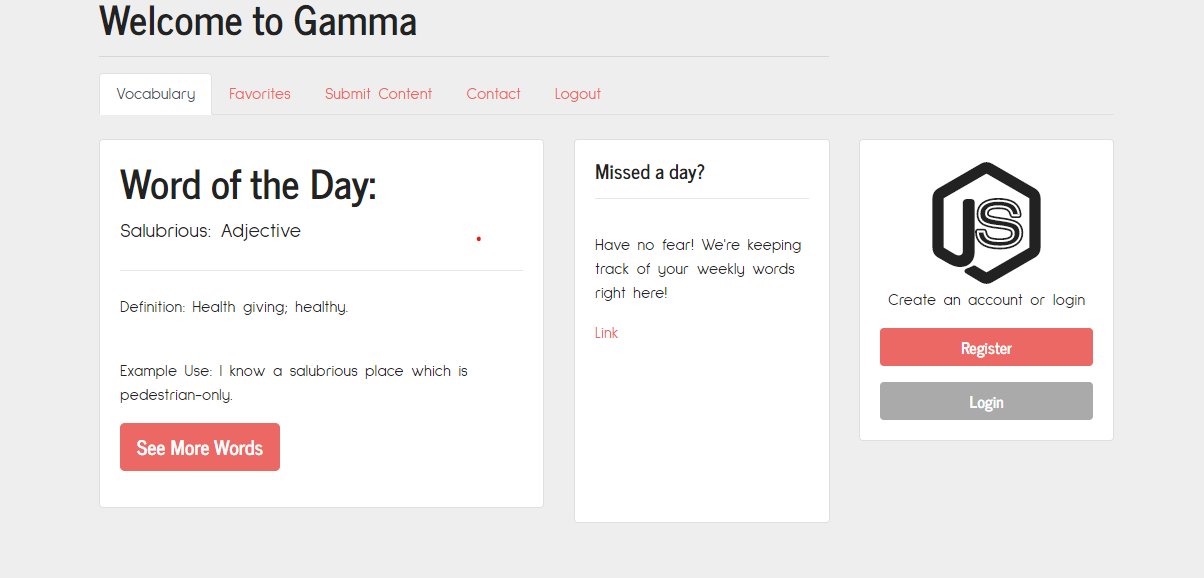 Welcome to Gamma
Vocabulary Favorites Submit Content Contact Logout
Word of the Day:
Salubrious: Adjective
Definition: Health giving; healthy.
Example Use: I know a salubrious place which is
pedestrian-only.
See More Words
Missed a day?
Have no fear! We're keeping
track of your weekly words
right here!
Link
JS
Create an account or login
Register
Login